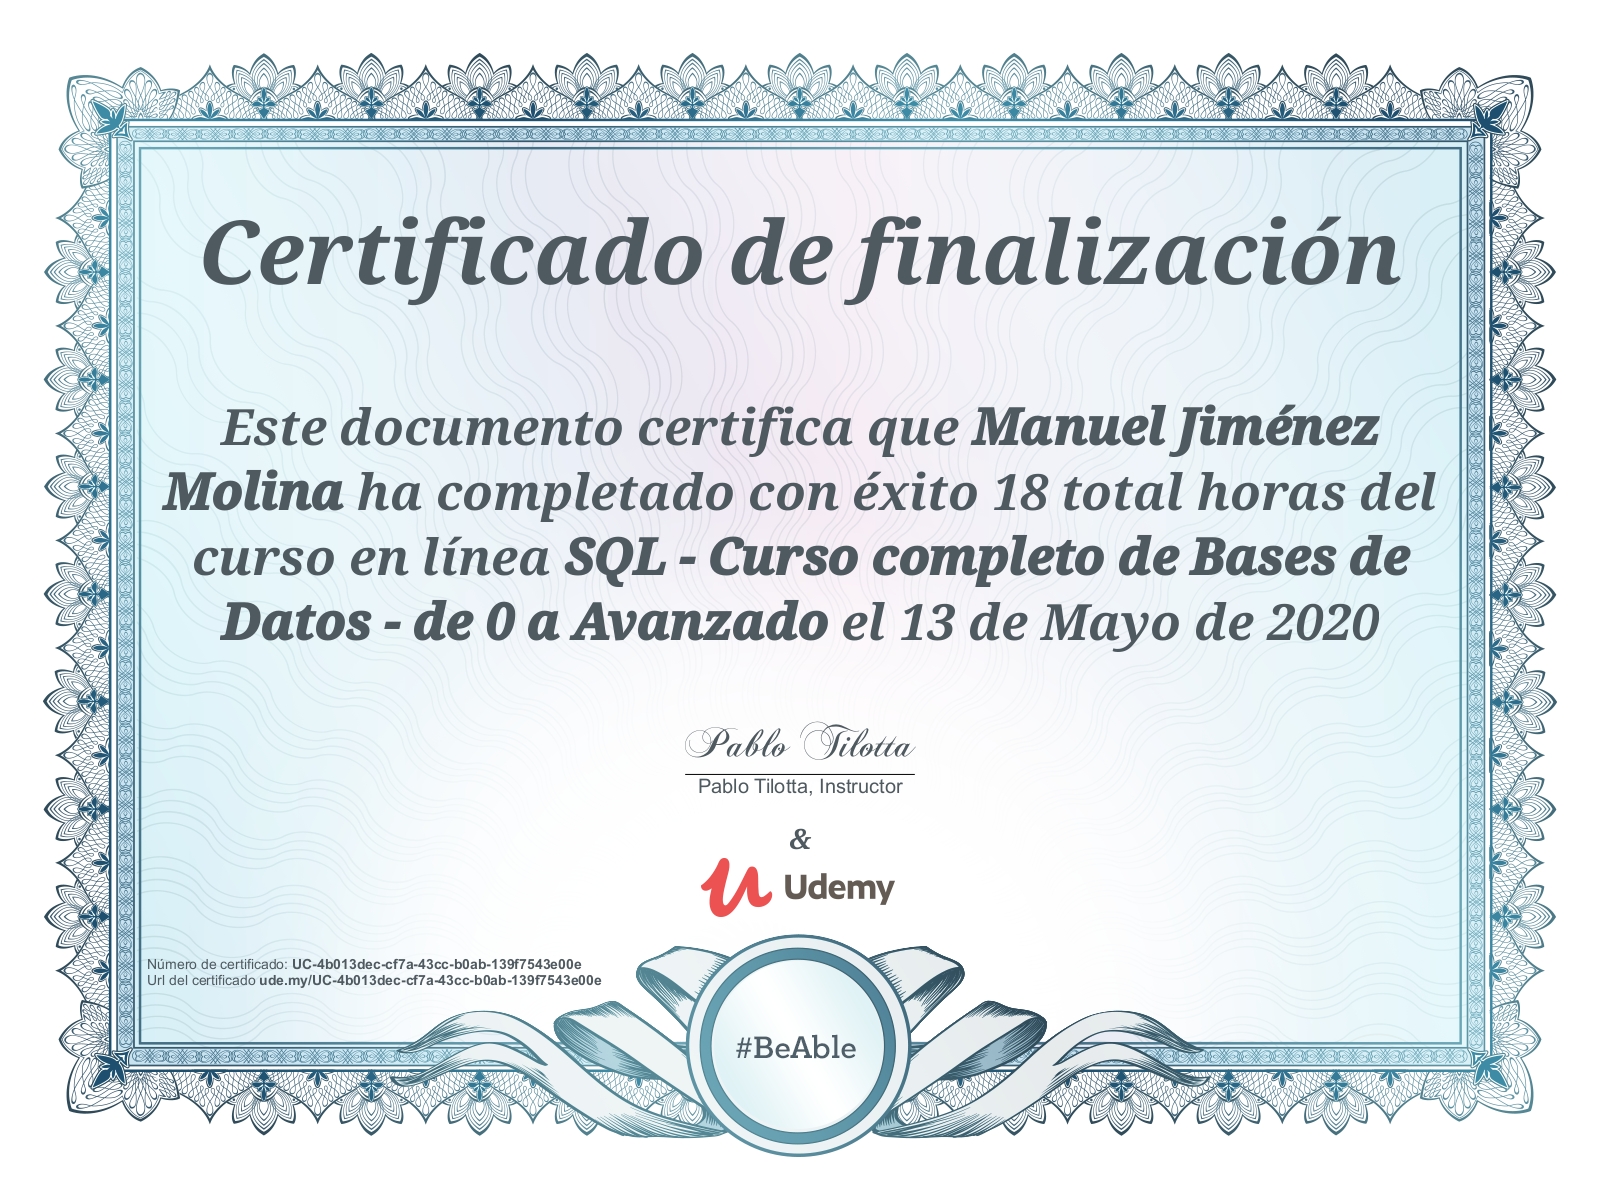 Certificado de finalización
Este documento certifica que Manuel Jiménez
Molina ha completado con éxito 18 total horas del
curso en línea SQL - Curso completo de Bases de
Datos - de 0 a Avanzado el 13 de Mayo de 2020
Pablo Tilotta
Pablo Tilotta, Instructor
&
Udemy
Número de certificado: UC-4b013dec-cf7a-43cc-b0ab-139f7543e00e
Url del certificado ude.my/UC-4b013dec-cf7a-43cc-b0ab-139f7543e00e
#BeAble